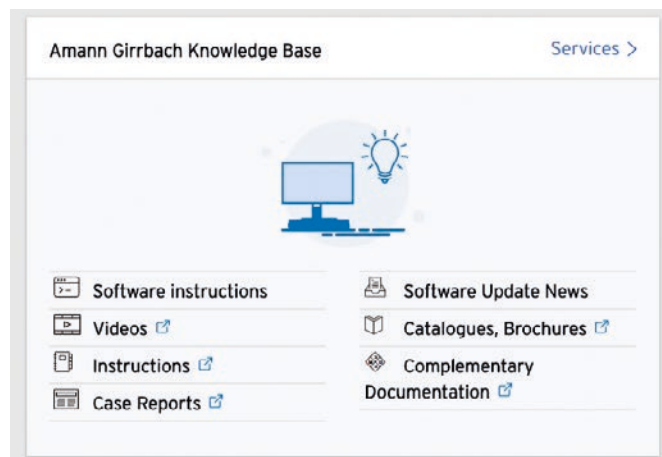 Amann Girrbach Knowledge Base
Services >
Software instructions
Videos
Instructions
Case Reports
Software Update News
Catalogues, Brochures
Complementary
Documentation